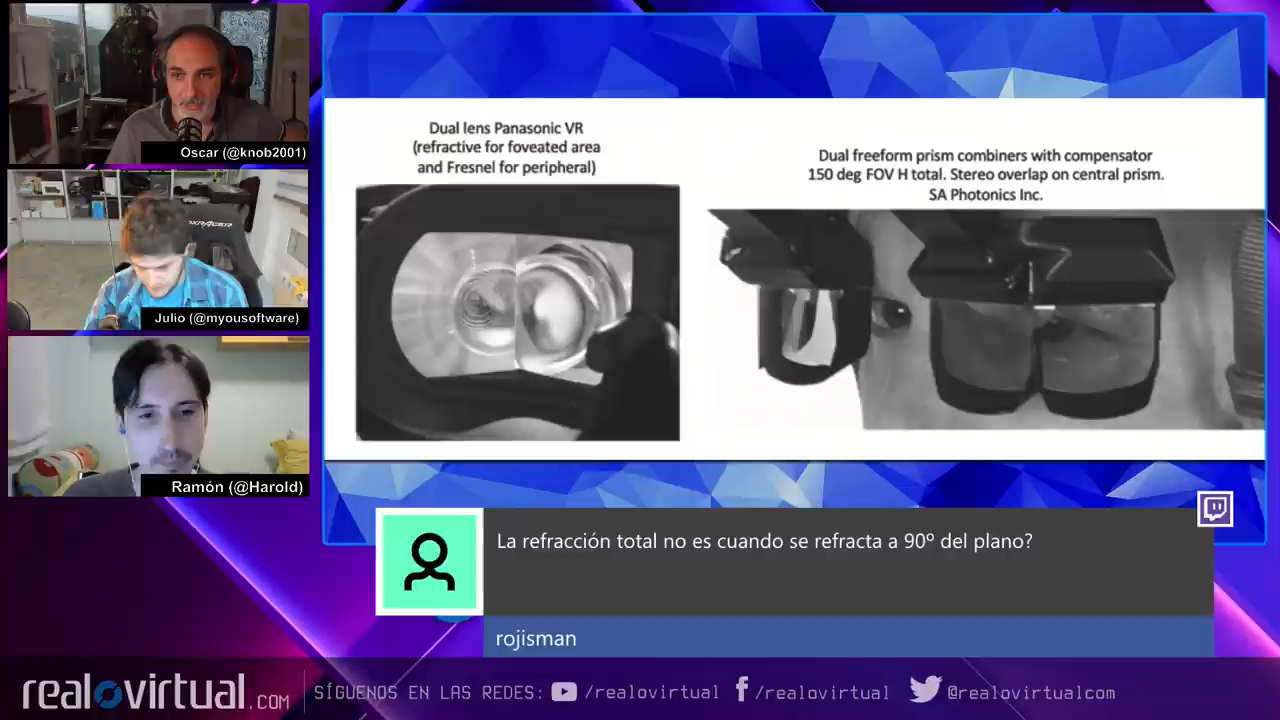 Oscar (@knob2001)
Julio (@myousoftware)
Ramón (@Harold)
Dual lens Panasonic VR
(refractive for foveated area
and Fresnel for peripheral)
Dual freeform prism combiners with compensator
150 deg FOV H total. Stereo overlap on central prism.
SA Photonics Inc.
La refracción total no es cuando se refracta a 90º del plano?
rojisman
realovirtual.com
SÍGUENOS EN LAS REDES: /realovirtual /realovirtual @realovirtualcom